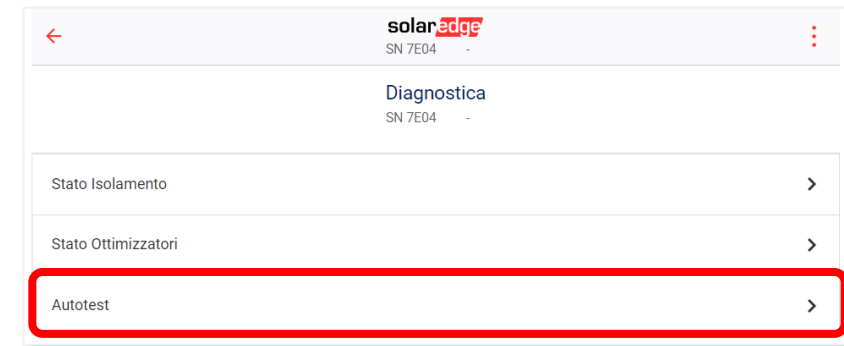 solaredge
SN 7E04 -
Diagnostica
SN 7E04 -
Stato Isolamento
Stato Ottimizzatori
Autotest